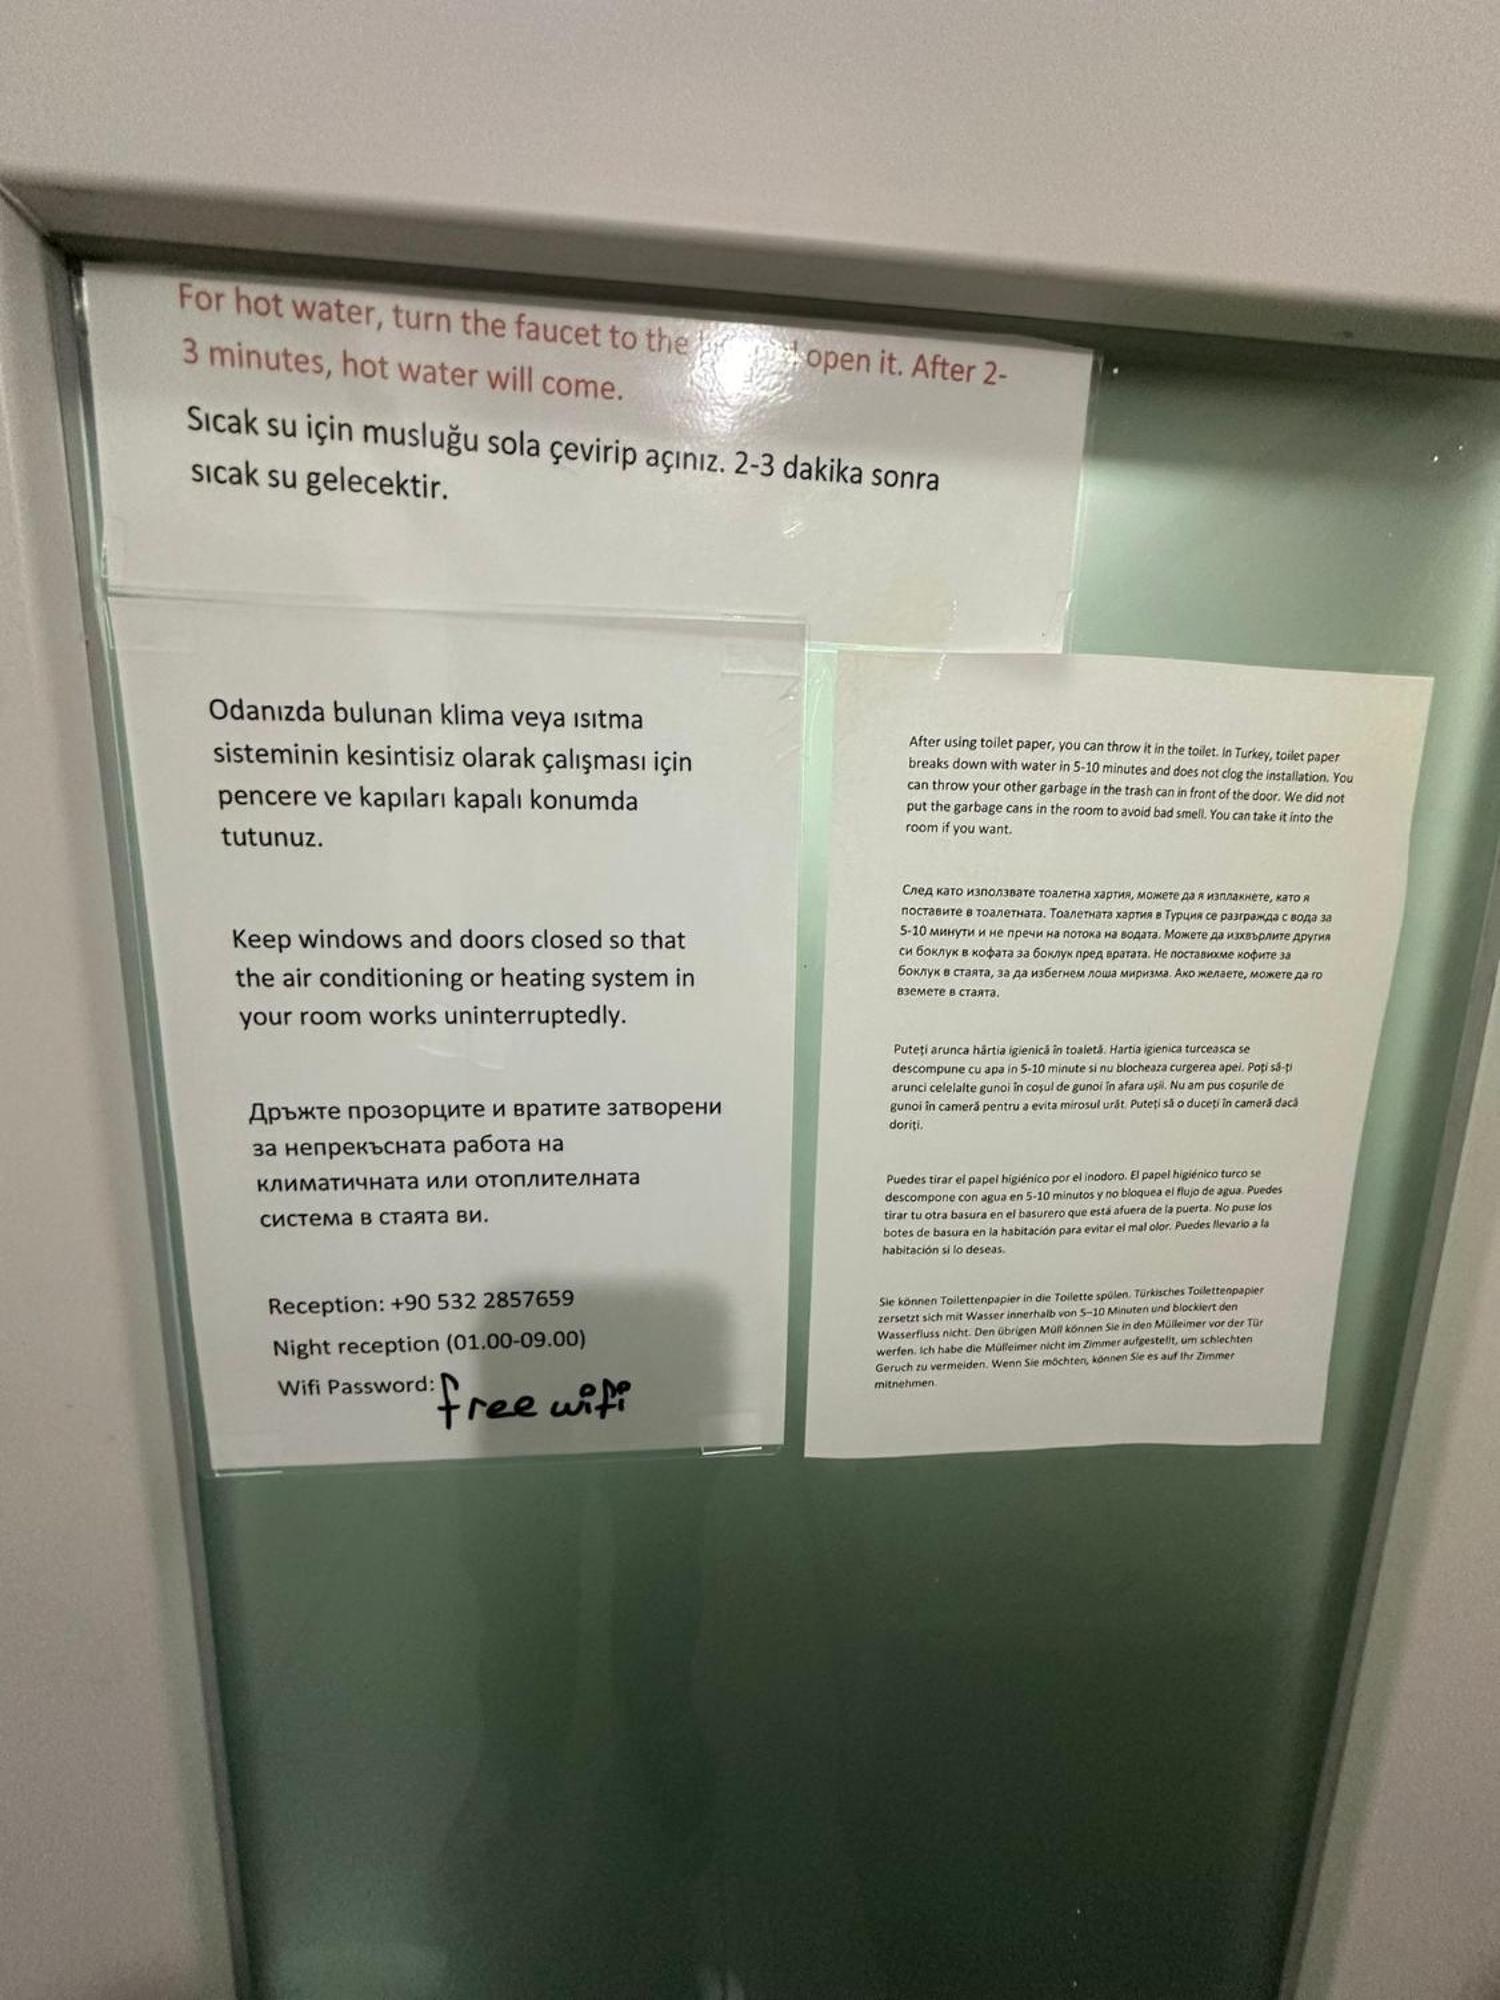 For hot water, turn the faucet to the open it. After 2-
3 minutes, hot water will come.
Sıcak su için musluğu sola çevirip açınız. 2-3 dakika sonra
sıcak su gelecektir.
Odanızda bulunan klima veya ısıtma
sisteminin kesintisiz olarak çalışması için
pencere ve kapıları kapalı konumda
tutunuz.
Keep windows and doors closed so that
the air conditioning or heating system in
your room works uninterruptedly.
Дръжте прозорците и вратите затворени
за непрекъсната работа на
климатичната или отоплителната
система в стаята ви.
Reception: +90 532 2857659
Night reception (01.00-09.00)
Wifi Password: free wifi
After using toilet paper, you can throw it in the toilet. In Turkey, toilet paper
breaks down with water in 5-10 minutes and does not clog the installation. You
can throw your other garbage in the trash can in front of the door. We did not
put the garbage cans in the room to avoid bad smell. You can take it into the
room if you want.
След като използвате тоалетна хартия, можете да я изплакнете, като я
поставите в тоалетната. Тоалетната хартия в Турция се разгражда с вода за
5-10 минути и не пречи на потока на водата. Можете да изхвърлите другия
си боклук в кофата за боклук пред вратата. Не поставихме кофите за
боклук в стаята, за да избегнем лоша миризма. Ако желаете, можете да го
вземете в стаята.
Puteți arunca hârtia igienică în toaletă. Hartia igienica turceasca se
descompune cu apa in 5-10 minute si nu blocheaza curgerea apei. Poți să-ți
arunci celelalte gunoi în coșul de gunoi în afara ușii. Nu am pus coșurile de
gunoi în cameră pentru a evita mirosul urât. Puteți să o duceți în cameră dacă
doriți.
Puedes tirar el papel higiénico por el inodoro. El papel higiénico turco se
descompone con agua en 5-10 minutos y no bloquea el flujo de agua. Puedes
tirar tu otra basura en el basurero que está afuera de la puerta. No puse los
botes de basura en la habitación para evitar el mal olor. Puedes llevarlo a la
habitación si lo deseas.
Sie können Toilettenpapier in die Toilette spülen. Türkisches Toilettenpapier
zersetzt sich mit Wasser innerhalb von 5–10 Minuten und blockiert den
Wasserfluss nicht. Den übrigen Müll können Sie in den Mülleimer vor der Tür
werfen. Ich habe die Mülleimer nicht im Zimmer aufgestellt, um schlechten
Geruch zu vermeiden. Wenn Sie möchten, können Sie es auf Ihr Zimmer
mitnehmen.